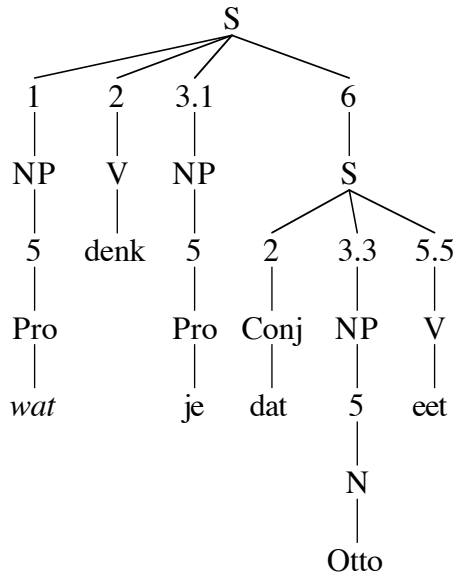 S
1 2 3.1 6
NP V NP S
5 denk 5 2 3.3 5.5
Pro Pro Conj NP V
wat je dat 5 eet
N
Otto